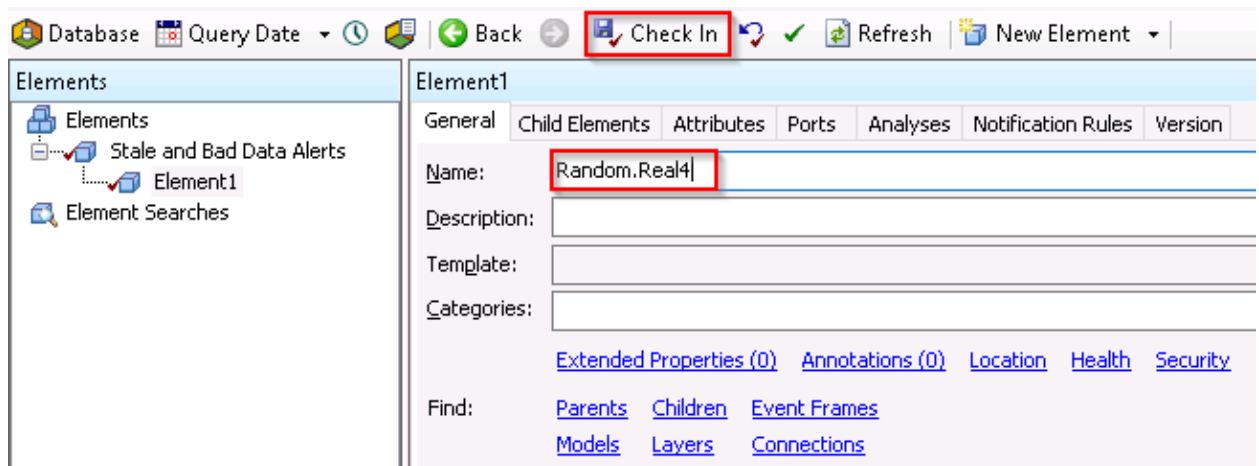 Database Query Date Back Check In Refresh New Element
Elements
Elements
Stale and Bad Data Alerts
Element1
Element Searches
Element1
General Child Elements Attributes Ports Analyses Notification Rules Version
Name: Random.Real4
Description:
Template:
Categories:
Extended Properties (0) Annotations (0) Location Health Security
Find: Parents Children Event Frames
Models Layers Connections